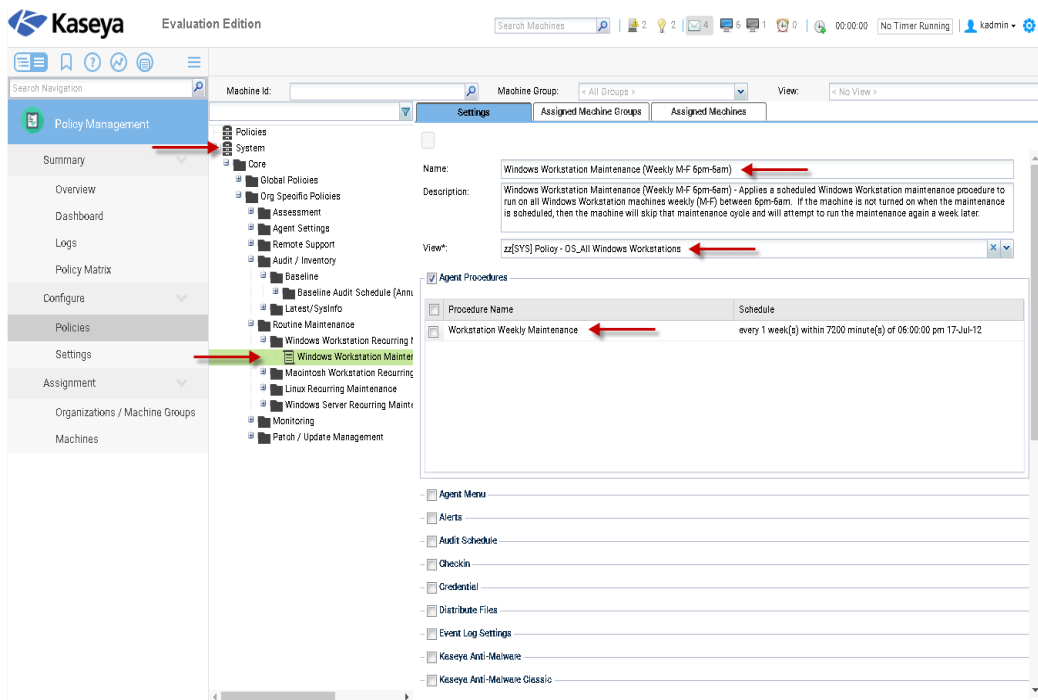 Kaseya Evaluation Edition Search Machines 2 2 4 6 1 0 00:00:00 No Timer Running kadmin
Search Navigation
Machine Id: Machine Group: < All Groups > View: < No View >
Policy Management
Summary
Overview
Dashboard
Logs
Policy Matrix
Configure
Policies
Settings
Assignment
Organizations / Machine Groups
Machines
Policies
System
Core
Global Policies
Org Specific Policies
Assessment
Agent Settings
Remote Support
Audit / Inventory
Baseline
Baseline Audit Schedule (Annu
Latest/SysInfo
Routine Maintenance
Windows Workstation Recurring
Windows Workstation Mainter
Macintosh Workstation Recurring
Linux Recurring Maintenance
Windows Server Recurring Mainte
Monitoring
Patch / Update Management
Settings Assigned Machine Groups Assigned Machines
Name: Windows Workstation Maintenance (Weekly M-F 6pm-6am)
Description: Windows Workstation Maintenance (Weekly M-F 6pm-6am) - Applies a scheduled Windows Workstation maintenance procedure to
run on all Windows Workstation machines weekly (M-F) between 6pm-6am. If the machine is not turned on when the maintenance
is scheduled, then the machine will skip that maintenance cycle and will attempt to run the maintenance again a week later.
View*: zz[SYS] Policy - OS_All Windows Workstations
Agent Procedures
Procedure Name Schedule
Workstation Weekly Maintenance every 1 week(s) within 7200 minute(s) of 06:00:00 pm 17-Jul-12
Agent Menu
Alerts
Audit Schedule
Checkin
Credential
Distribute Files
Event Log Settings
Kaseya Anti-Malware
Kaseya Anti-Malware Classic